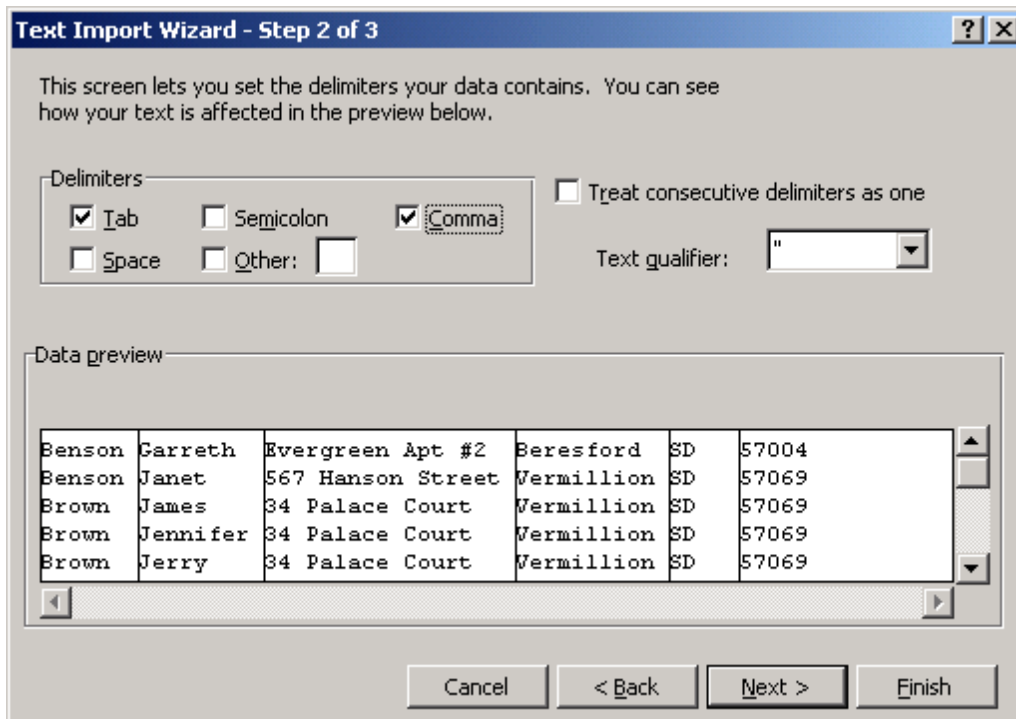 Text Import Wizard - Step 2 of 3
This screen lets you set the delimiters your data contains.  You can see
how your text is affected in the preview below.
Delimiters
Tab Semicolon Comma
Space Other:
Treat consecutive delimiters as one
Text qualifier: "
Data preview
Benson Garreth Evergreen Apt #2 Beresford SD 57004
Benson Janet 567 Hanson Street Vermillion SD 57069
Brown James 34 Palace Court Vermillion SD 57069
Brown Jennifer 34 Palace Court Vermillion SD 57069
Brown Jerry 34 Palace Court Vermillion SD 57069
Cancel < Back Next > Finish